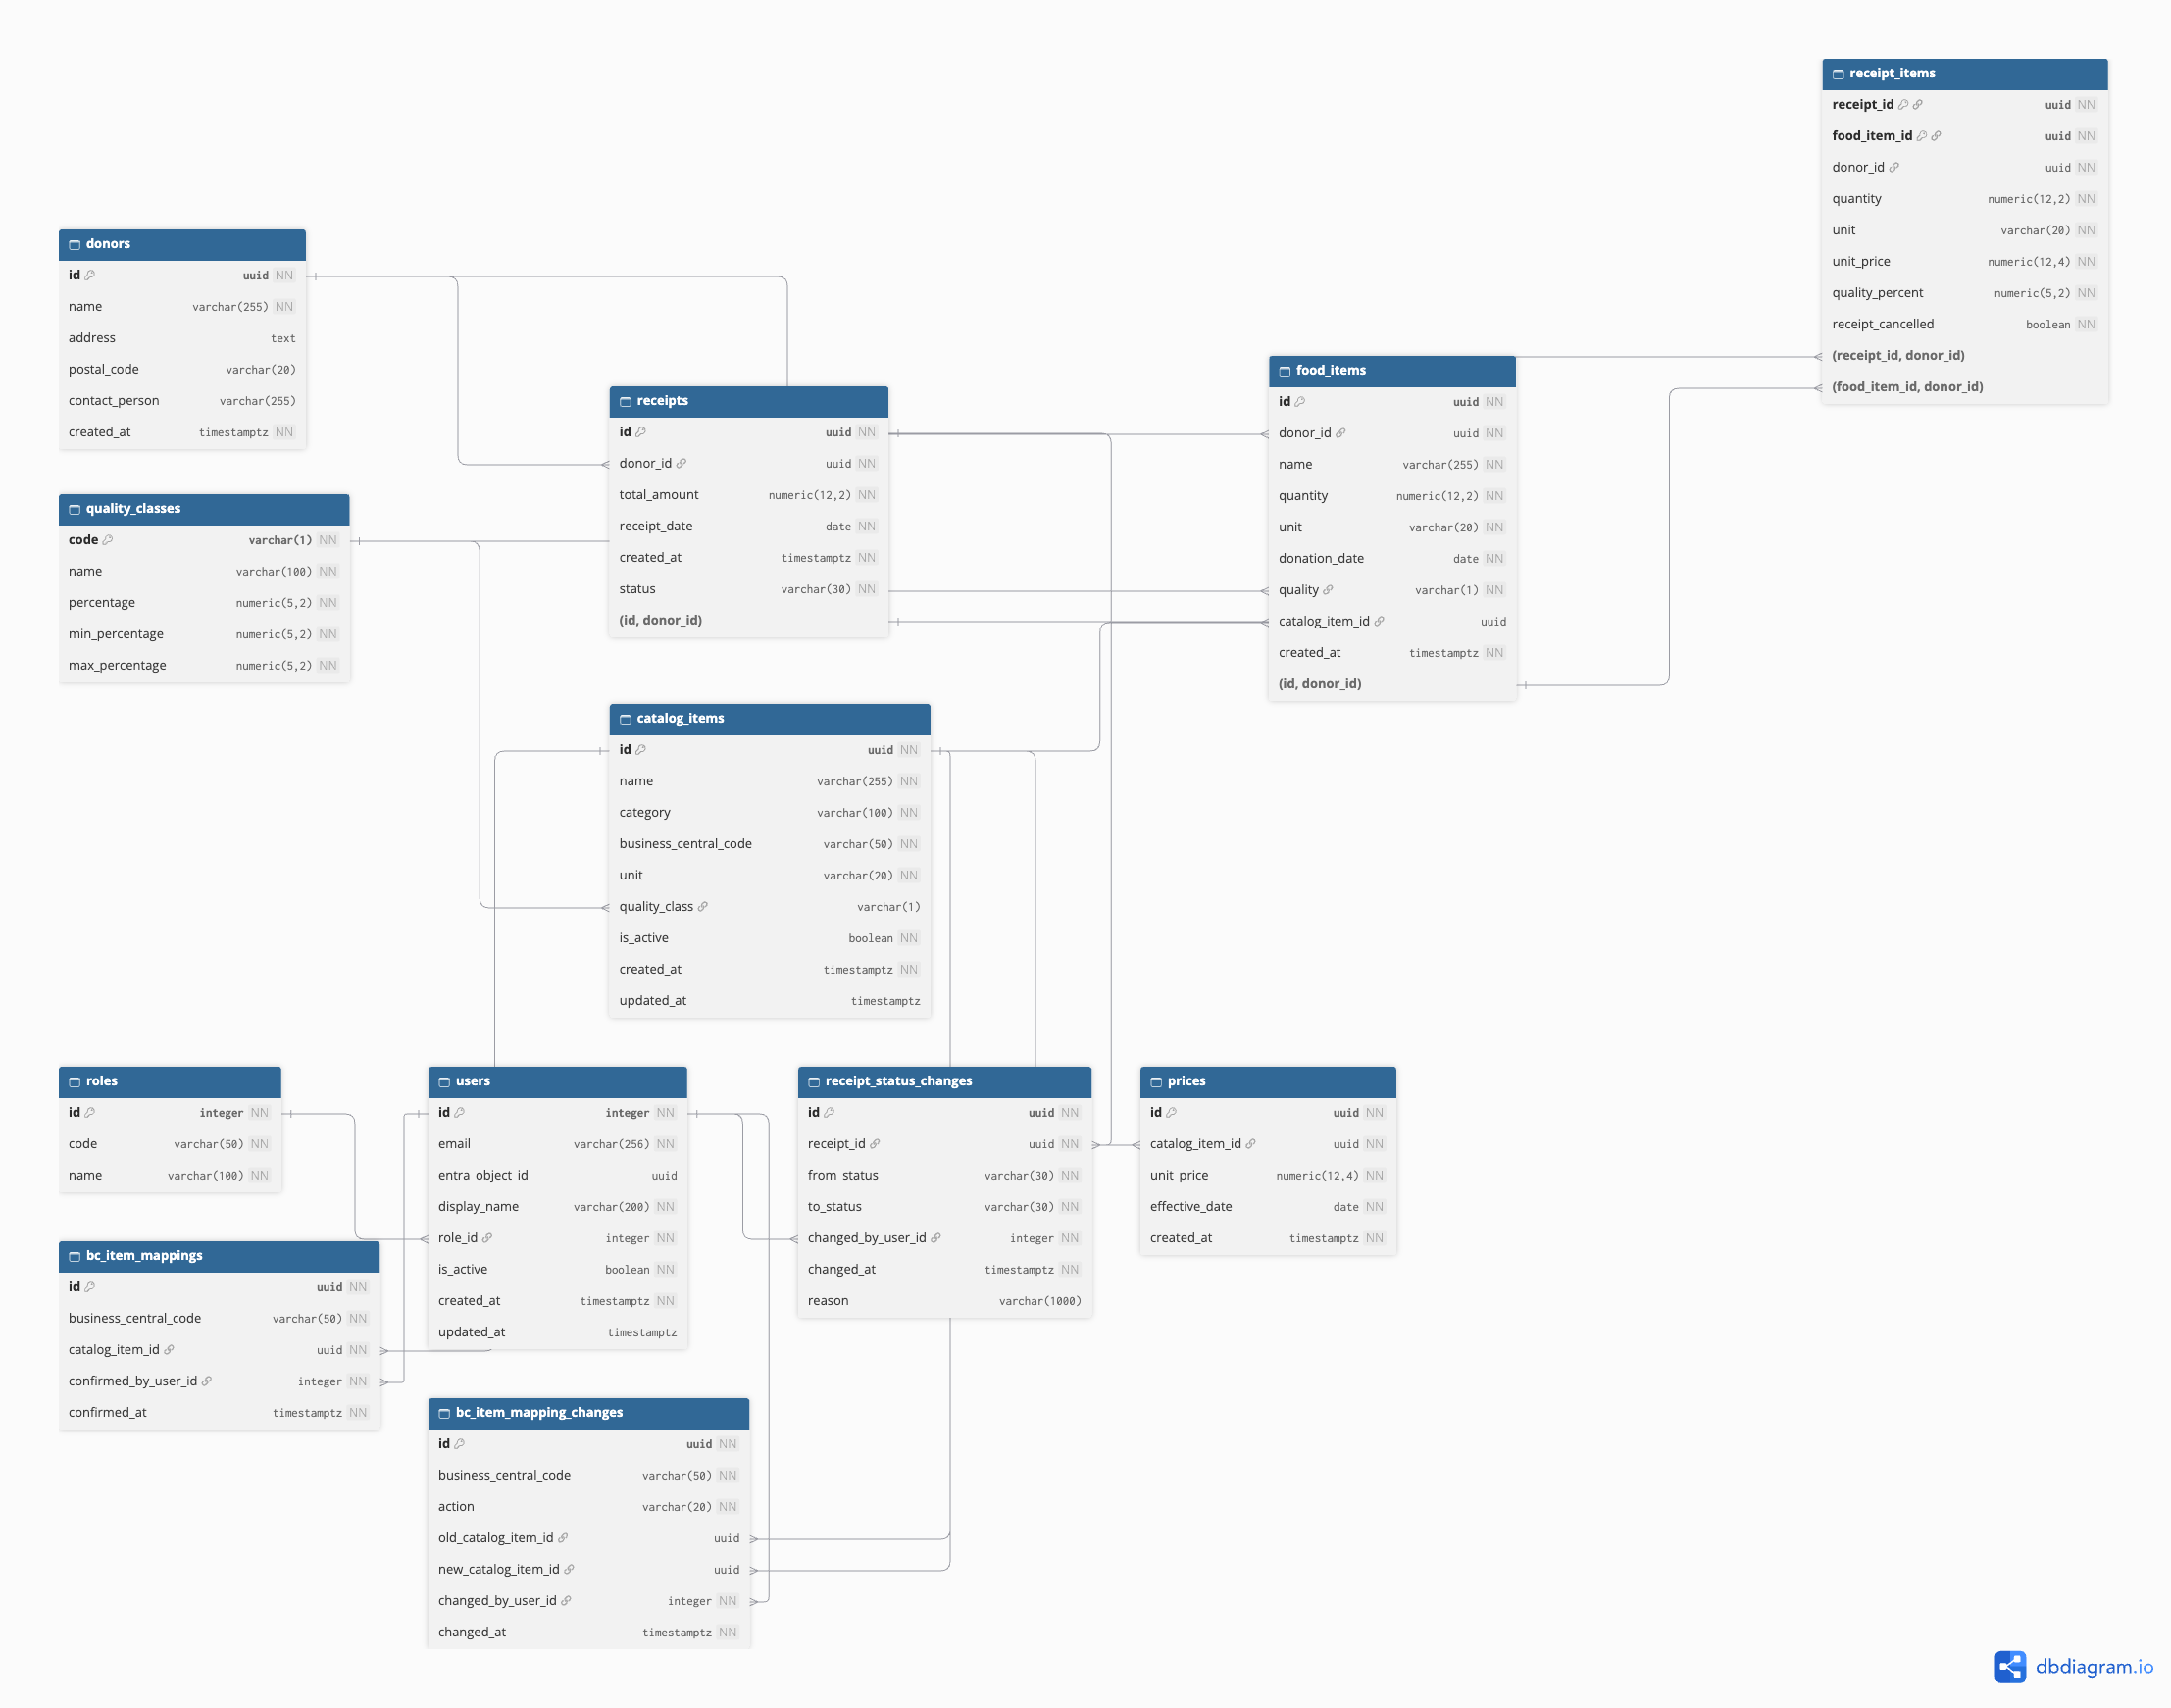 receipt_items
receipt_id uuid NN
food_item_id uuid NN
donor_id uuid NN
quantity numeric(12,2) NN
unit varchar(20) NN
unit_price numeric(12,4) NN
quality_percent numeric(5,2) NN
receipt_cancelled boolean NN
(receipt_id, donor_id)
(food_item_id, donor_id)
donors
id uuid NN
name varchar(255) NN
address text
postal_code varchar(20)
contact_person varchar(255)
created_at timestamptz NN
receipts
id uuid NN
donor_id uuid NN
total_amount numeric(12,2) NN
receipt_date date NN
created_at timestamptz NN
status varchar(30) NN
(id, donor_id)
food_items
id uuid NN
donor_id uuid NN
name varchar(255) NN
quantity numeric(12,2) NN
unit varchar(20) NN
donation_date date NN
quality varchar(1) NN
catalog_item_id uuid
created_at timestamptz NN
(id, donor_id)
quality_classes
code varchar(1) NN
name varchar(100) NN
percentage numeric(5,2) NN
min_percentage numeric(5,2) NN
max_percentage numeric(5,2) NN
catalog_items
id uuid NN
name varchar(255) NN
category varchar(100) NN
business_central_code varchar(50) NN
unit varchar(20) NN
quality_class varchar(1)
is_active boolean NN
created_at timestamptz NN
updated_at timestamptz
roles
id integer NN
code varchar(50) NN
name varchar(100) NN
users
id integer NN
email varchar(256) NN
entra_object_id uuid
display_name varchar(200) NN
role_id integer NN
is_active boolean NN
created_at timestamptz NN
updated_at timestamptz
receipt_status_changes
id uuid NN
receipt_id uuid NN
from_status varchar(30) NN
to_status varchar(30) NN
changed_by_user_id integer NN
changed_at timestamptz NN
reason varchar(1000)
prices
id uuid NN
catalog_item_id uuid NN
unit_price numeric(12,4) NN
effective_date date NN
created_at timestamptz NN
bc_item_mappings
id uuid NN
business_central_code varchar(50) NN
catalog_item_id uuid NN
confirmed_by_user_id integer NN
confirmed_at timestamptz NN
bc_item_mapping_changes
id uuid NN
business_central_code varchar(50) NN
action varchar(20) NN
old_catalog_item_id uuid
new_catalog_item_id uuid
changed_by_user_id integer NN
changed_at timestamptz NN
dbdiagram.io